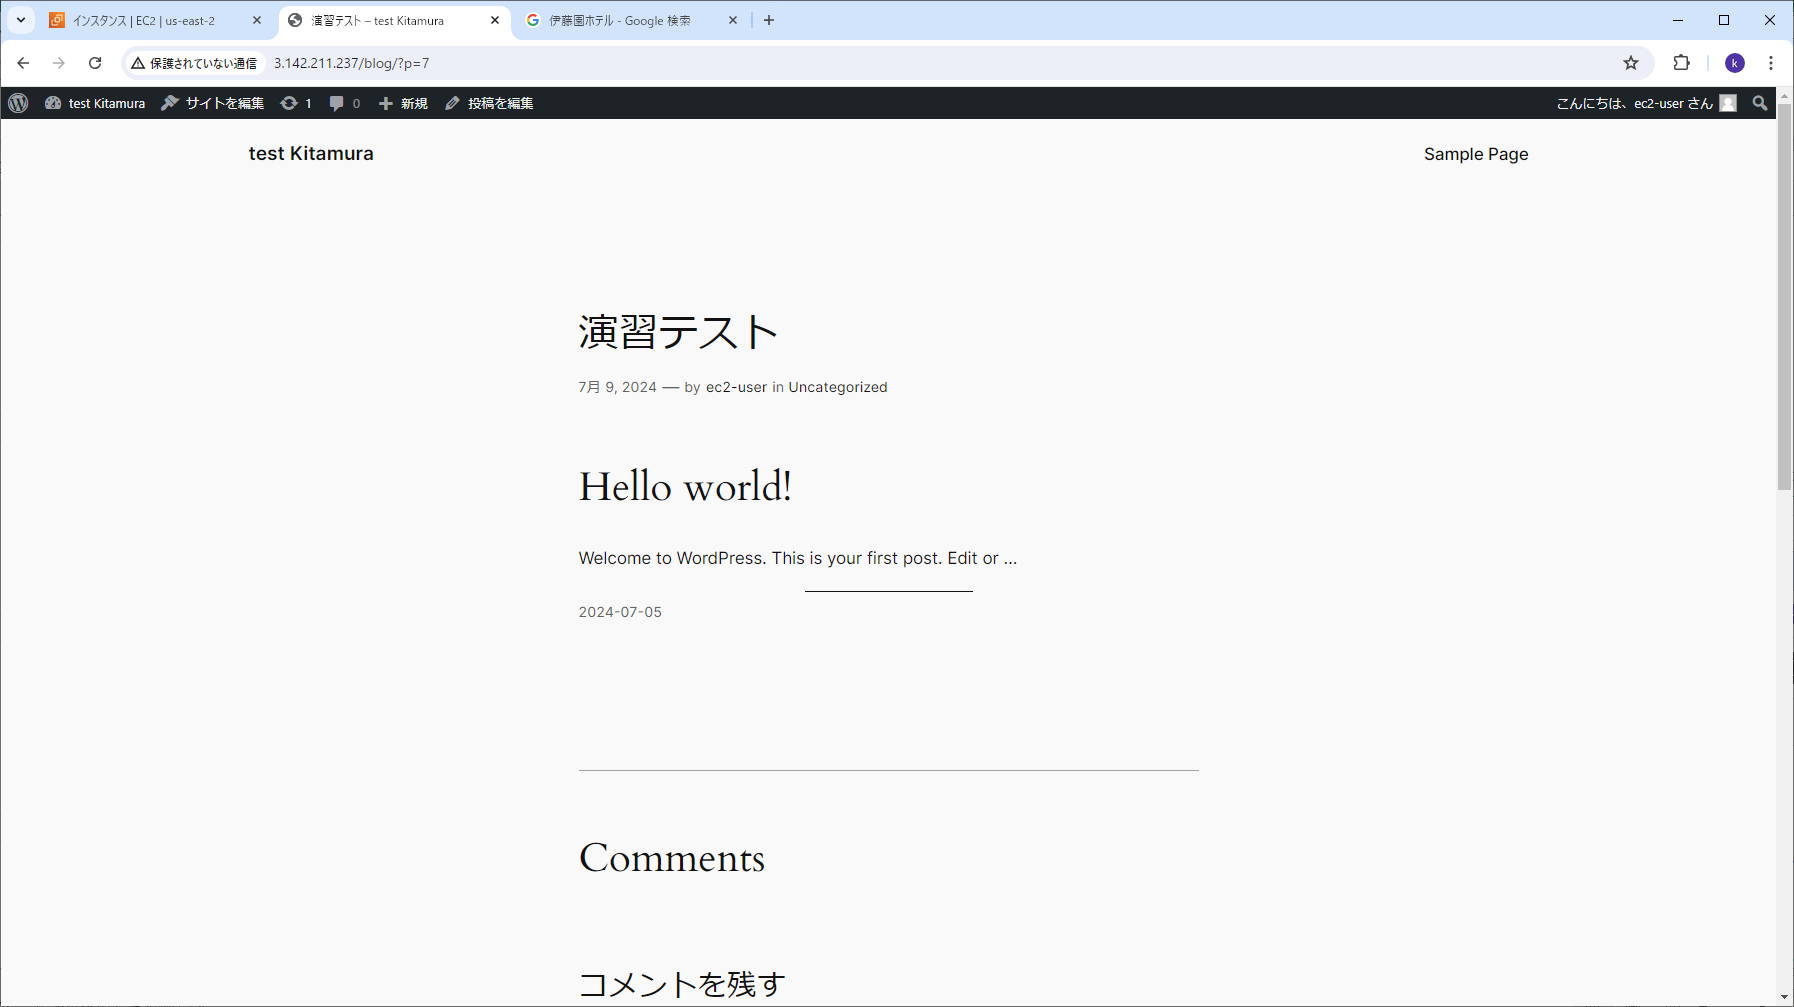 インスタンス | EC2 | us-east-2
演習テスト – test Kitamura
伊藤園ホテル - Google 検索
保護されていない通信
3.142.211.237/blog/?p=7
k
test Kitamura
サイトを編集
1
0
新規
投稿を編集
こんにちは、ec2-user さん
test Kitamura
Sample Page
演習テスト
7月 9, 2024 — by ec2-user in Uncategorized
Hello world!
Welcome to WordPress. This is your first post. Edit or …
2024-07-05
Comments
コメントを残す